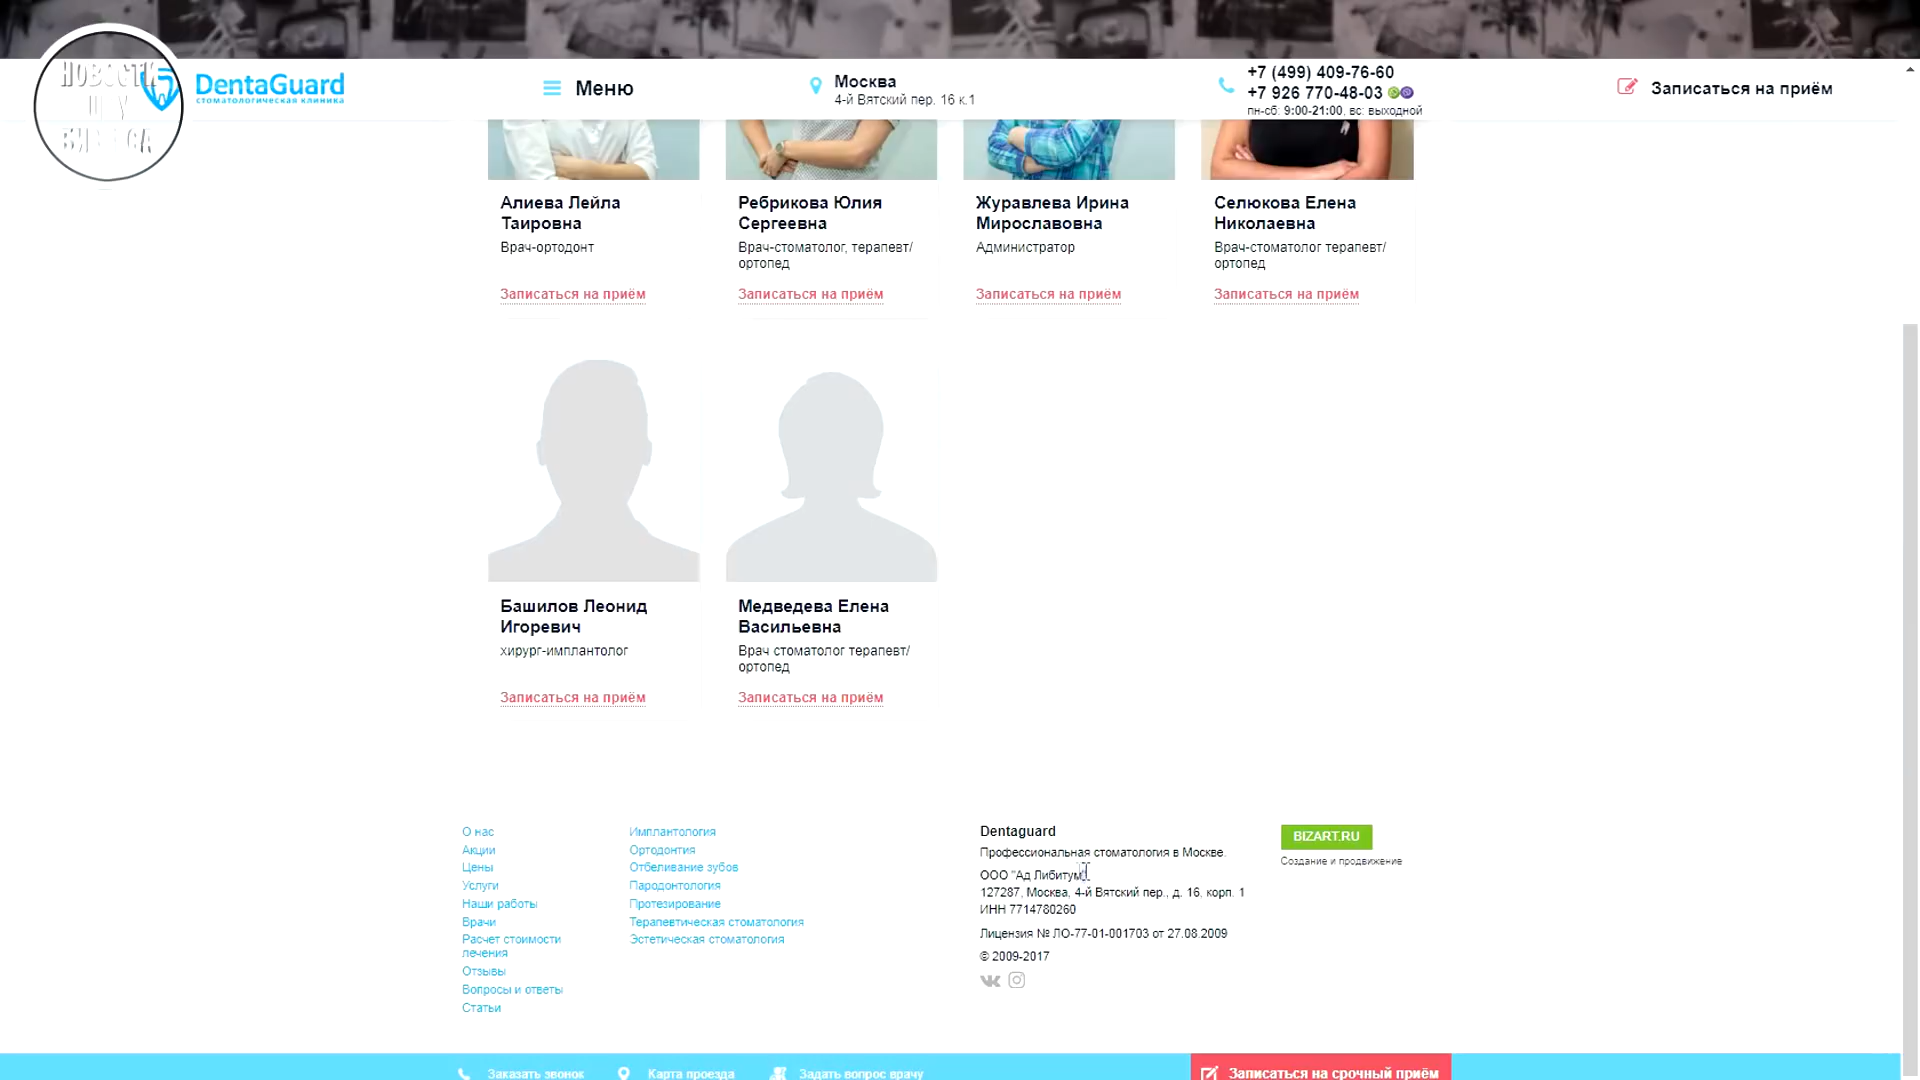 НОВОСТИ
ШОУ
БИЗНЕСА
DentaGuard
стоматологическая клиника
Меню
Москва
4-й Вятский пер. 16 к.1
+7 (499) 409-76-60
+7 926 770-48-03
пн-сб: 9:00-21:00, вс: выходной
Записаться на приём
Алиева Лейла
Таировна
Врач-ортодонт
Записаться на приём
Ребрикова Юлия
Сергеевна
Врач-стоматолог, терапевт/
ортопед
Записаться на приём
Журавлева Ирина
Мирославовна
Администратор
Записаться на приём
Селюкова Елена
Николаевна
Врач-стоматолог терапевт/
ортопед
Записаться на приём
Башилов Леонид
Игоревич
хирург-имплантолог
Записаться на приём
Медведева Елена
Васильевна
Врач стоматолог терапевт/
ортопед
Записаться на приём
О нас
Акции
Цены
Услуги
Наши работы
Врачи
Расчет стоимости
лечения
Отзывы
Вопросы и ответы
Статьи
Имплантология
Ортодонтия
Отбеливание зубов
Пародонтология
Протезирование
Терапевтическая стоматология
Эстетическая стоматология
Dentaguard
Профессиональная стоматология в Москве.
ООО "Ад Либитум"
127287, Москва, 4-й Вятский пер., д. 16, корп. 1
ИНН 7714780260
Лицензия № ЛО-77-01-001703 от 27.08.2009
© 2009-2017
BIZART.RU
Создание и продвижение
Заказать звонок
Карта проезда
Задать вопрос врачу
Записаться на срочный приём